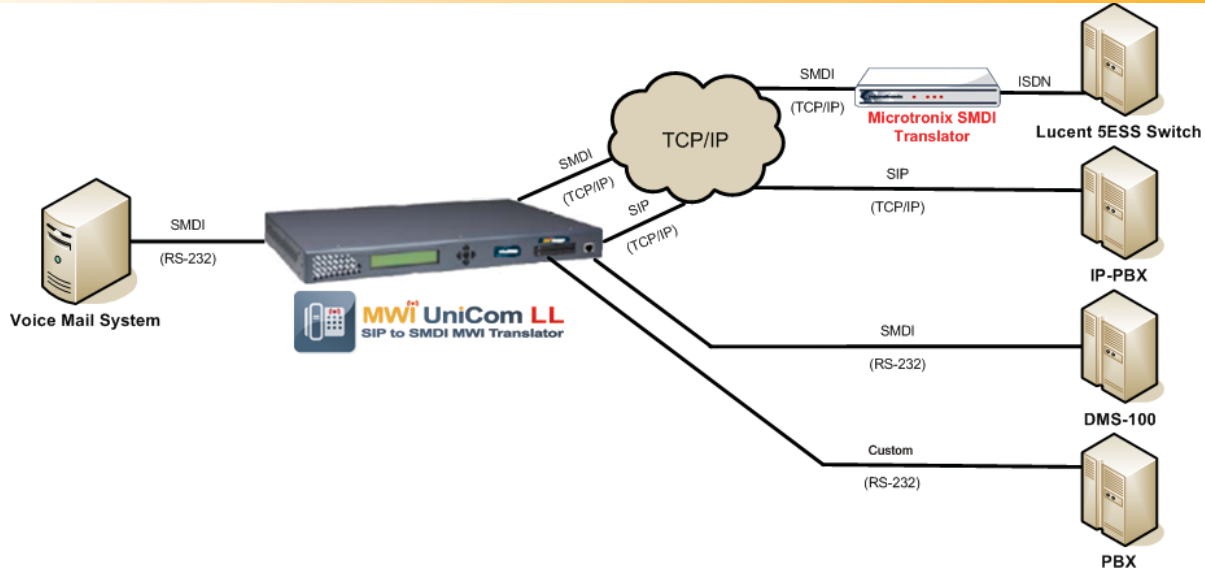 SMDI
(TCP/IP)
ISDN
Microtronix SMDI
Translator
Lucent 5ESS Switch
TCP/IP
SMDI
(TCP/IP)
SIP
(TCP/IP)
SIP
(TCP/IP)
IP-PBX
SMDI
(RS-232)
Voice Mail System
MWI UniCom LL
SIP to SMDI MWI Translator
SMDI
(RS-232)
DMS-100
Custom
(RS-232)
PBX